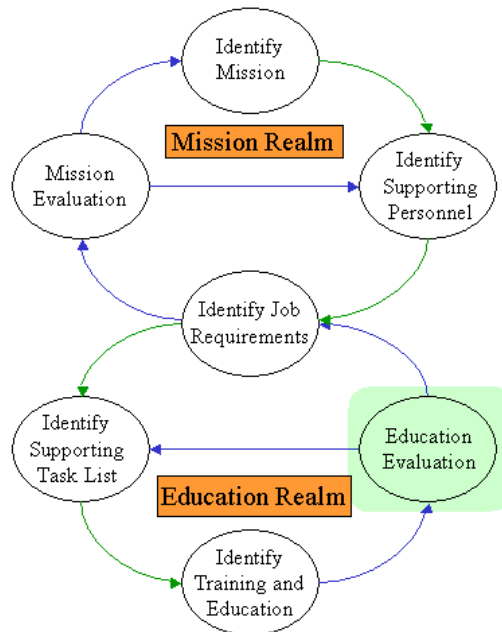 Identify
Mission
Mission Realm
Mission
Evaluation
Identify
Supporting
Personnel
Identify Job
Requirements
Identify
Supporting
Task List
Education
Evaluation
Education Realm
Identify
Training and
Education